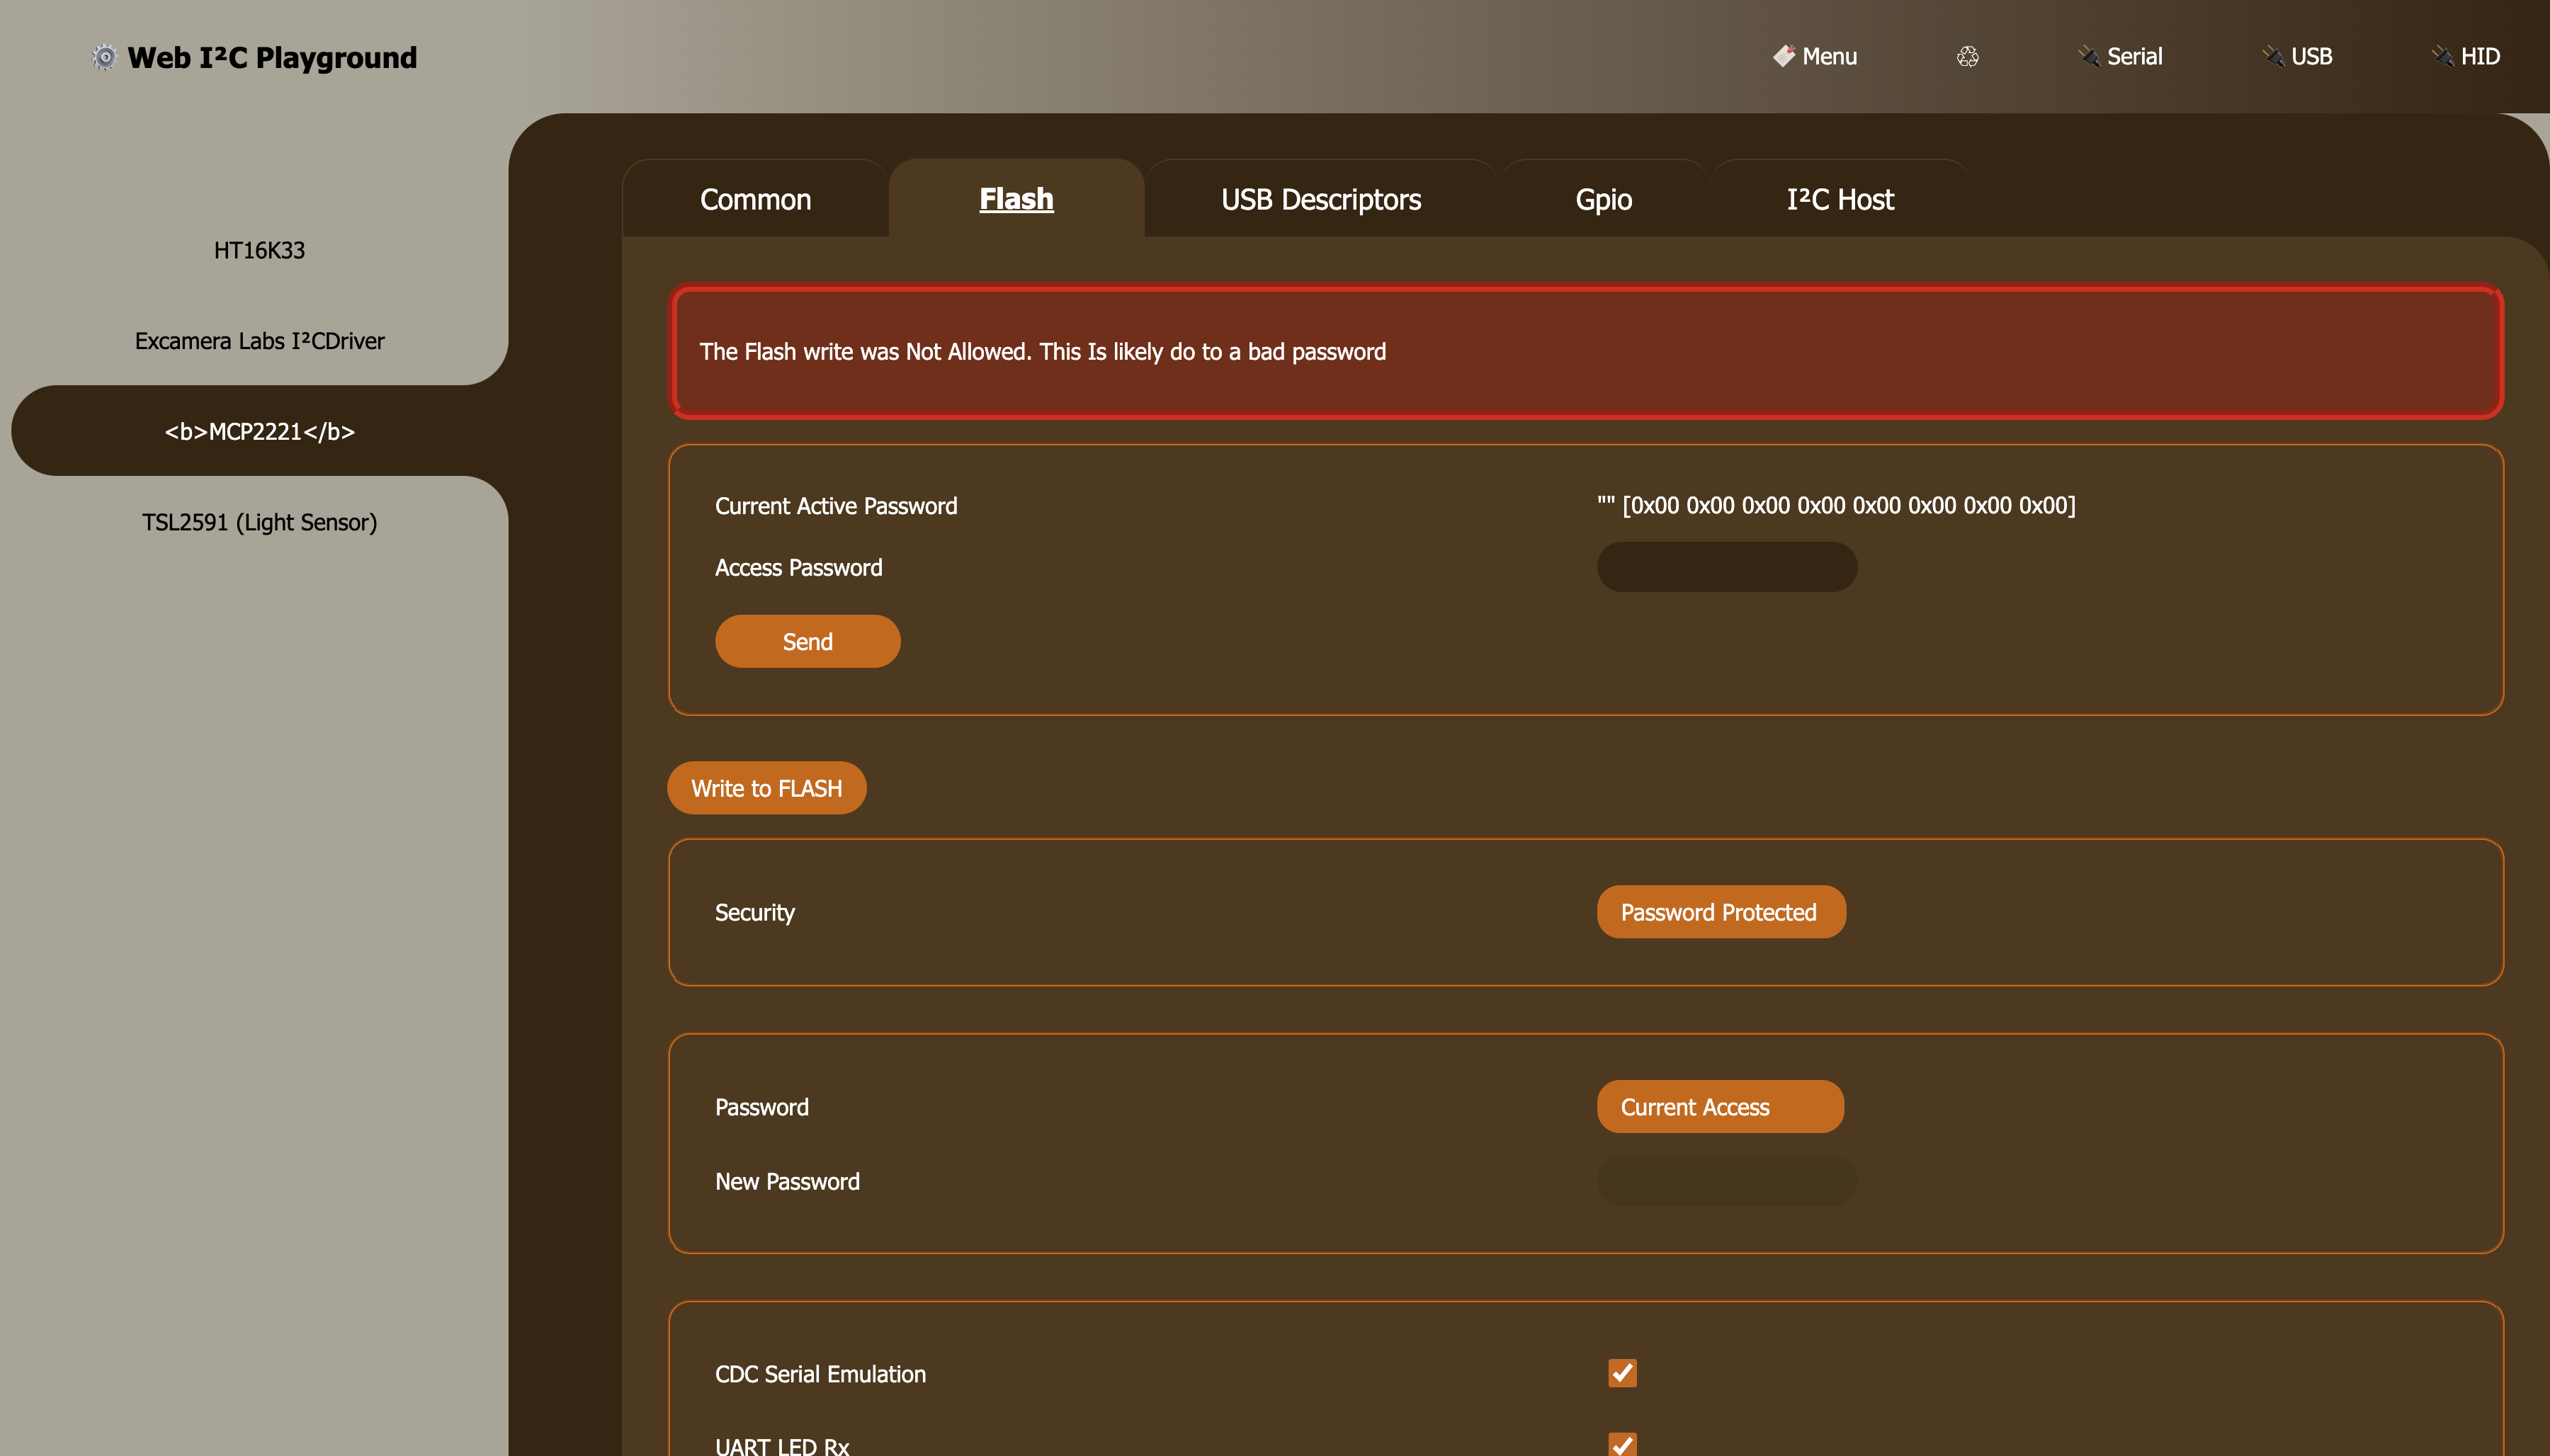 Web I²C Playground
Menu
Serial
USB
HID
HT16K33
Excamera Labs I²CDriver
<b>MCP2221</b>
TSL2591 (Light Sensor)
Common
Flash
USB Descriptors
Gpio
I²C Host
The Flash write was Not Allowed. This Is likely do to a bad password
Current Active Password
"" [0x00 0x00 0x00 0x00 0x00 0x00 0x00 0x00]
Access Password
Send
Write to FLASH
Security
Password Protected
Password
Current Access
New Password
CDC Serial Emulation
UART LED Rx